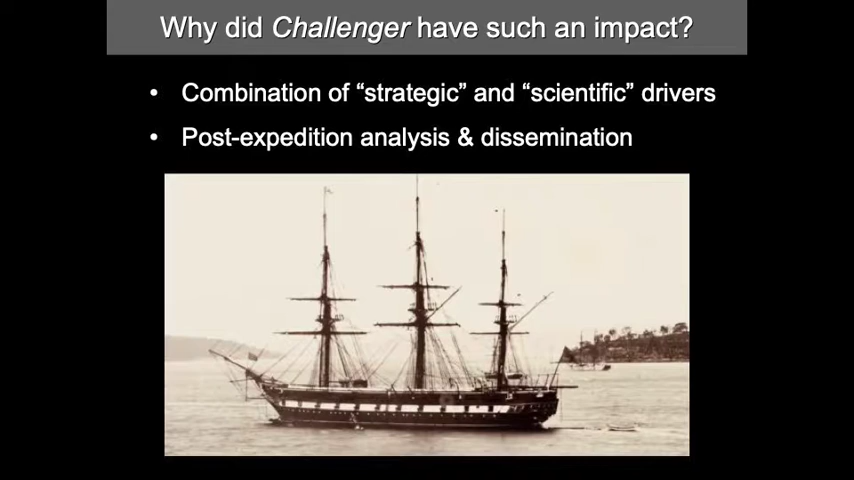 Why did Challenger have such an impact?
• Combination of “strategic” and “scientific” drivers
• Post-expedition analysis & dissemination